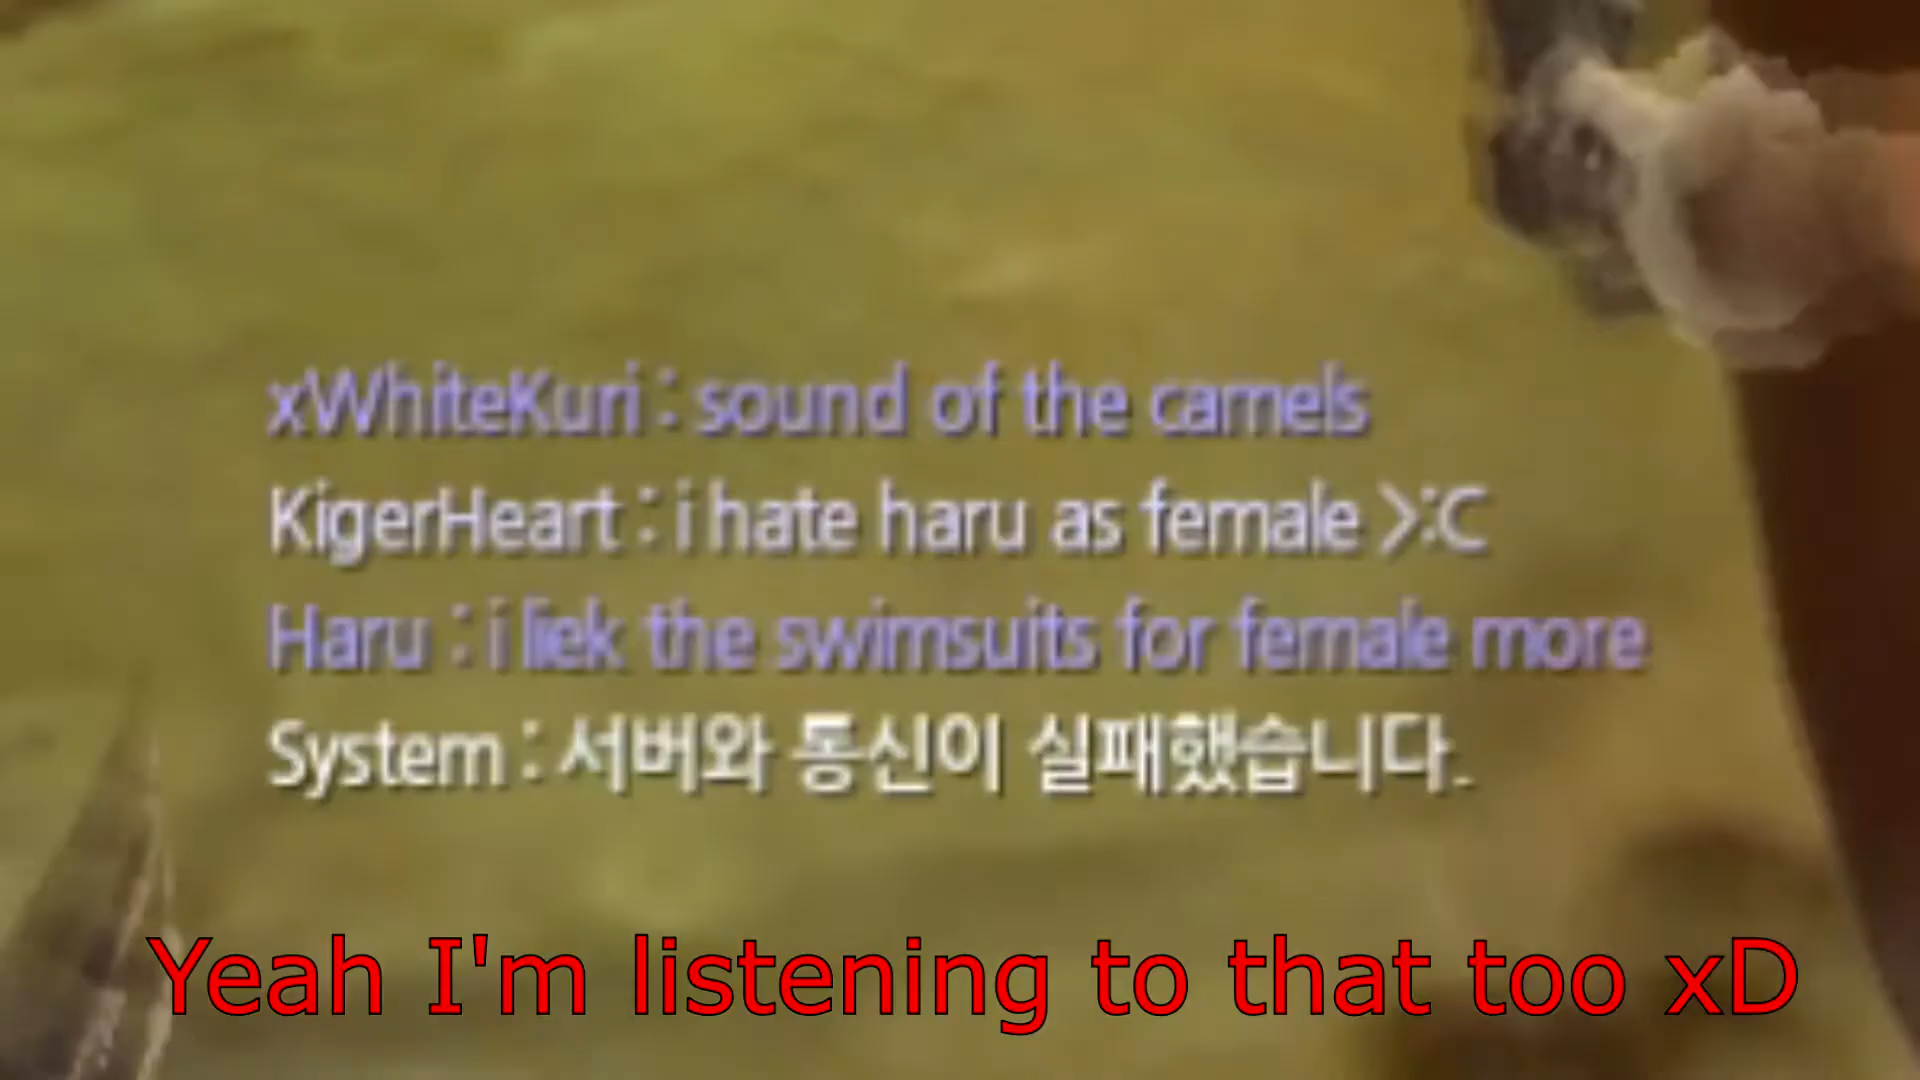 xWhiteKuri : sound of the camels
KigerHeart : i hate haru as female >:C
Haru : i liek the swimsuits for female more
System : 서버와 통신이 실패했습니다.
Yeah I'm listening to that too xD